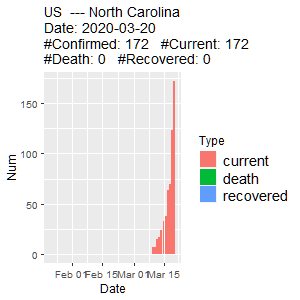 US --- North Carolina
Date: 2020-03-20
#Confirmed: 172 #Current: 172
#Death: 0 #Recovered: 0
150
100
50
0
Num
Feb 01 Feb 15 Mar 01 Mar 15
Date
Type
current
death
recovered